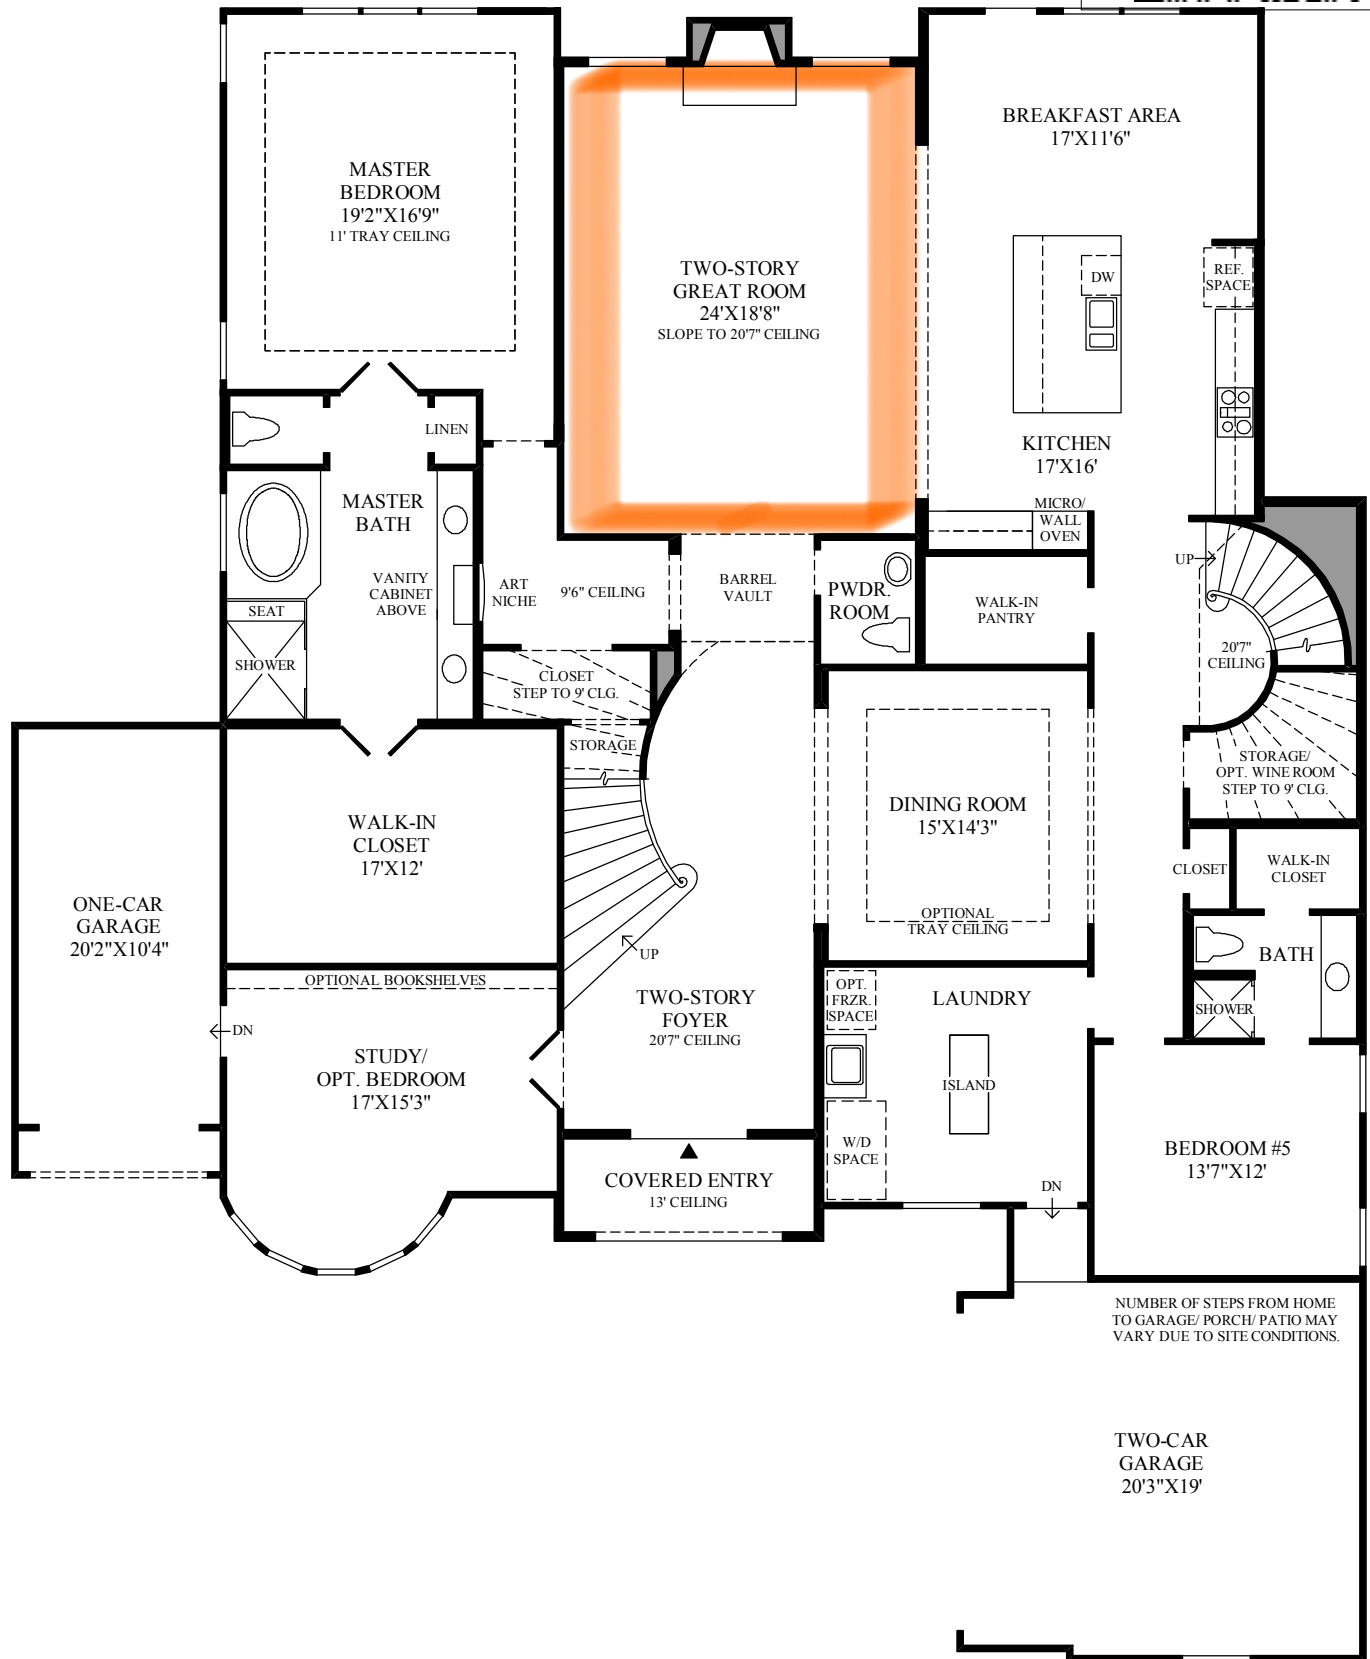 BREAKFAST AREA
17'X11'6"
MASTER
BEDROOM
19'2"X16'9"
11' TRAY CEILING
TWO-STORY
GREAT ROOM
24'X18'8"
SLOPE TO 20'7" CEILING
DW
REF.
SPACE
LINEN
KITCHEN
17'X16'
MASTER
BATH
MICRO/
WALL
OVEN
UP
VANITY
CABINET
ABOVE
ART
NICHE
9'6" CEILING
BARREL
VAULT
PWDR.
ROOM
WALK-IN
PANTRY
SEAT
SHOWER
20'7"
CEILING
CLOSET
STEP TO 9' CLG.
STORAGE
STORAGE/
OPT. WINE ROOM
STEP TO 9' CLG.
DINING ROOM
15'X14'3"
WALK-IN
CLOSET
17'X12'
CLOSET
WALK-IN
CLOSET
ONE-CAR
GARAGE
20'2"X10'4"
OPTIONAL
TRAY CEILING
UP
BATH
OPTIONAL BOOKSHELVES
OPT.
FRZR.
SPACE
LAUNDRY
TWO-STORY
FOYER
20'7" CEILING
SHOWER
DN
STUDY/
OPT. BEDROOM
17'X15'3"
ISLAND
W/D
SPACE
BEDROOM #5
13'7"X12'
COVERED ENTRY
13' CEILING
DN
NUMBER OF STEPS FROM HOME
TO GARAGE/ PORCH/ PATIO MAY
VARY DUE TO SITE CONDITIONS.
TWO-CAR
GARAGE
20'3"X19'